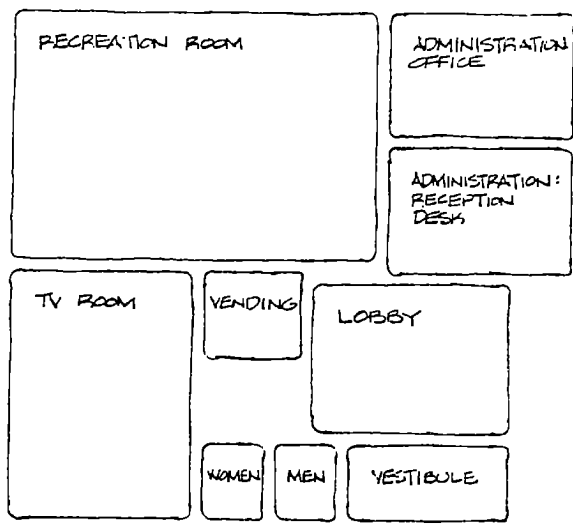 RECREATION ROOM
ADMINISTRATION
OFFICE
ADMINISTRATION:
RECEPTION
DESK
TV ROOM
VENDING
LOBBY
WOMEN
MEN
VESTIBULE